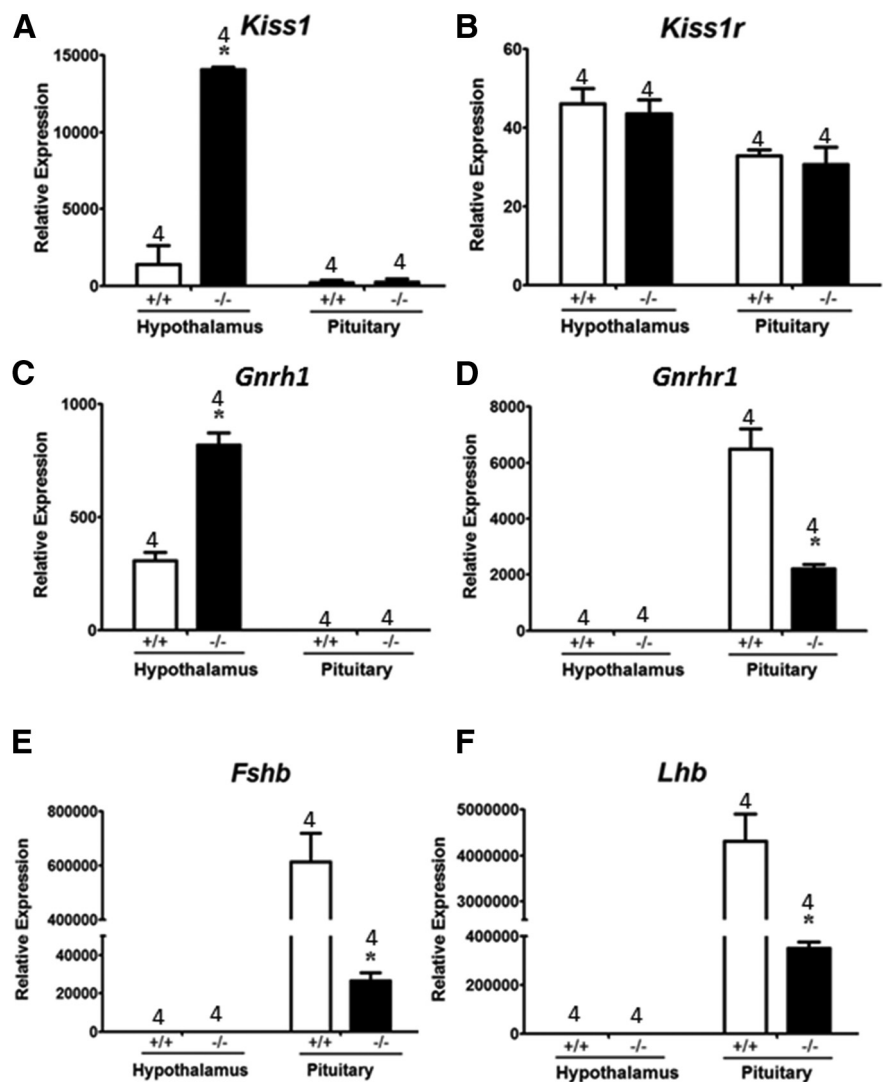 A
Kiss1
4
*
15000
10000
5000
0
Relative Expression
4
4
4
+/+ -/- +/+ -/-
Hypothalamus Pituitary
B
Kiss1r
60
40
20
0
Relative Expression
4
4
4
4
+/+ -/- +/+ -/-
Hypothalamus Pituitary
C
Gnrh1
4
*
1000
500
0
Relative Expression
4
4
4
+/+ -/- +/+ -/-
Hypothalamus Pituitary
D
Gnrhr1
8000
6000
4000
2000
0
Relative Expression
4
4
*
4
4
+/+ -/- +/+ -/-
Hypothalamus Pituitary
E
Fshb
800000
600000
400000
40000
20000
0
Relative Expression
4
4
*
4
4
+/+ -/- +/+ -/-
Hypothalamus Pituitary
F
Lhb
5000000
4000000
3000000
400000
200000
0
Relative Expression
4
4
*
4
4
+/+ -/- +/+ -/-
Hypothalamus Pituitary